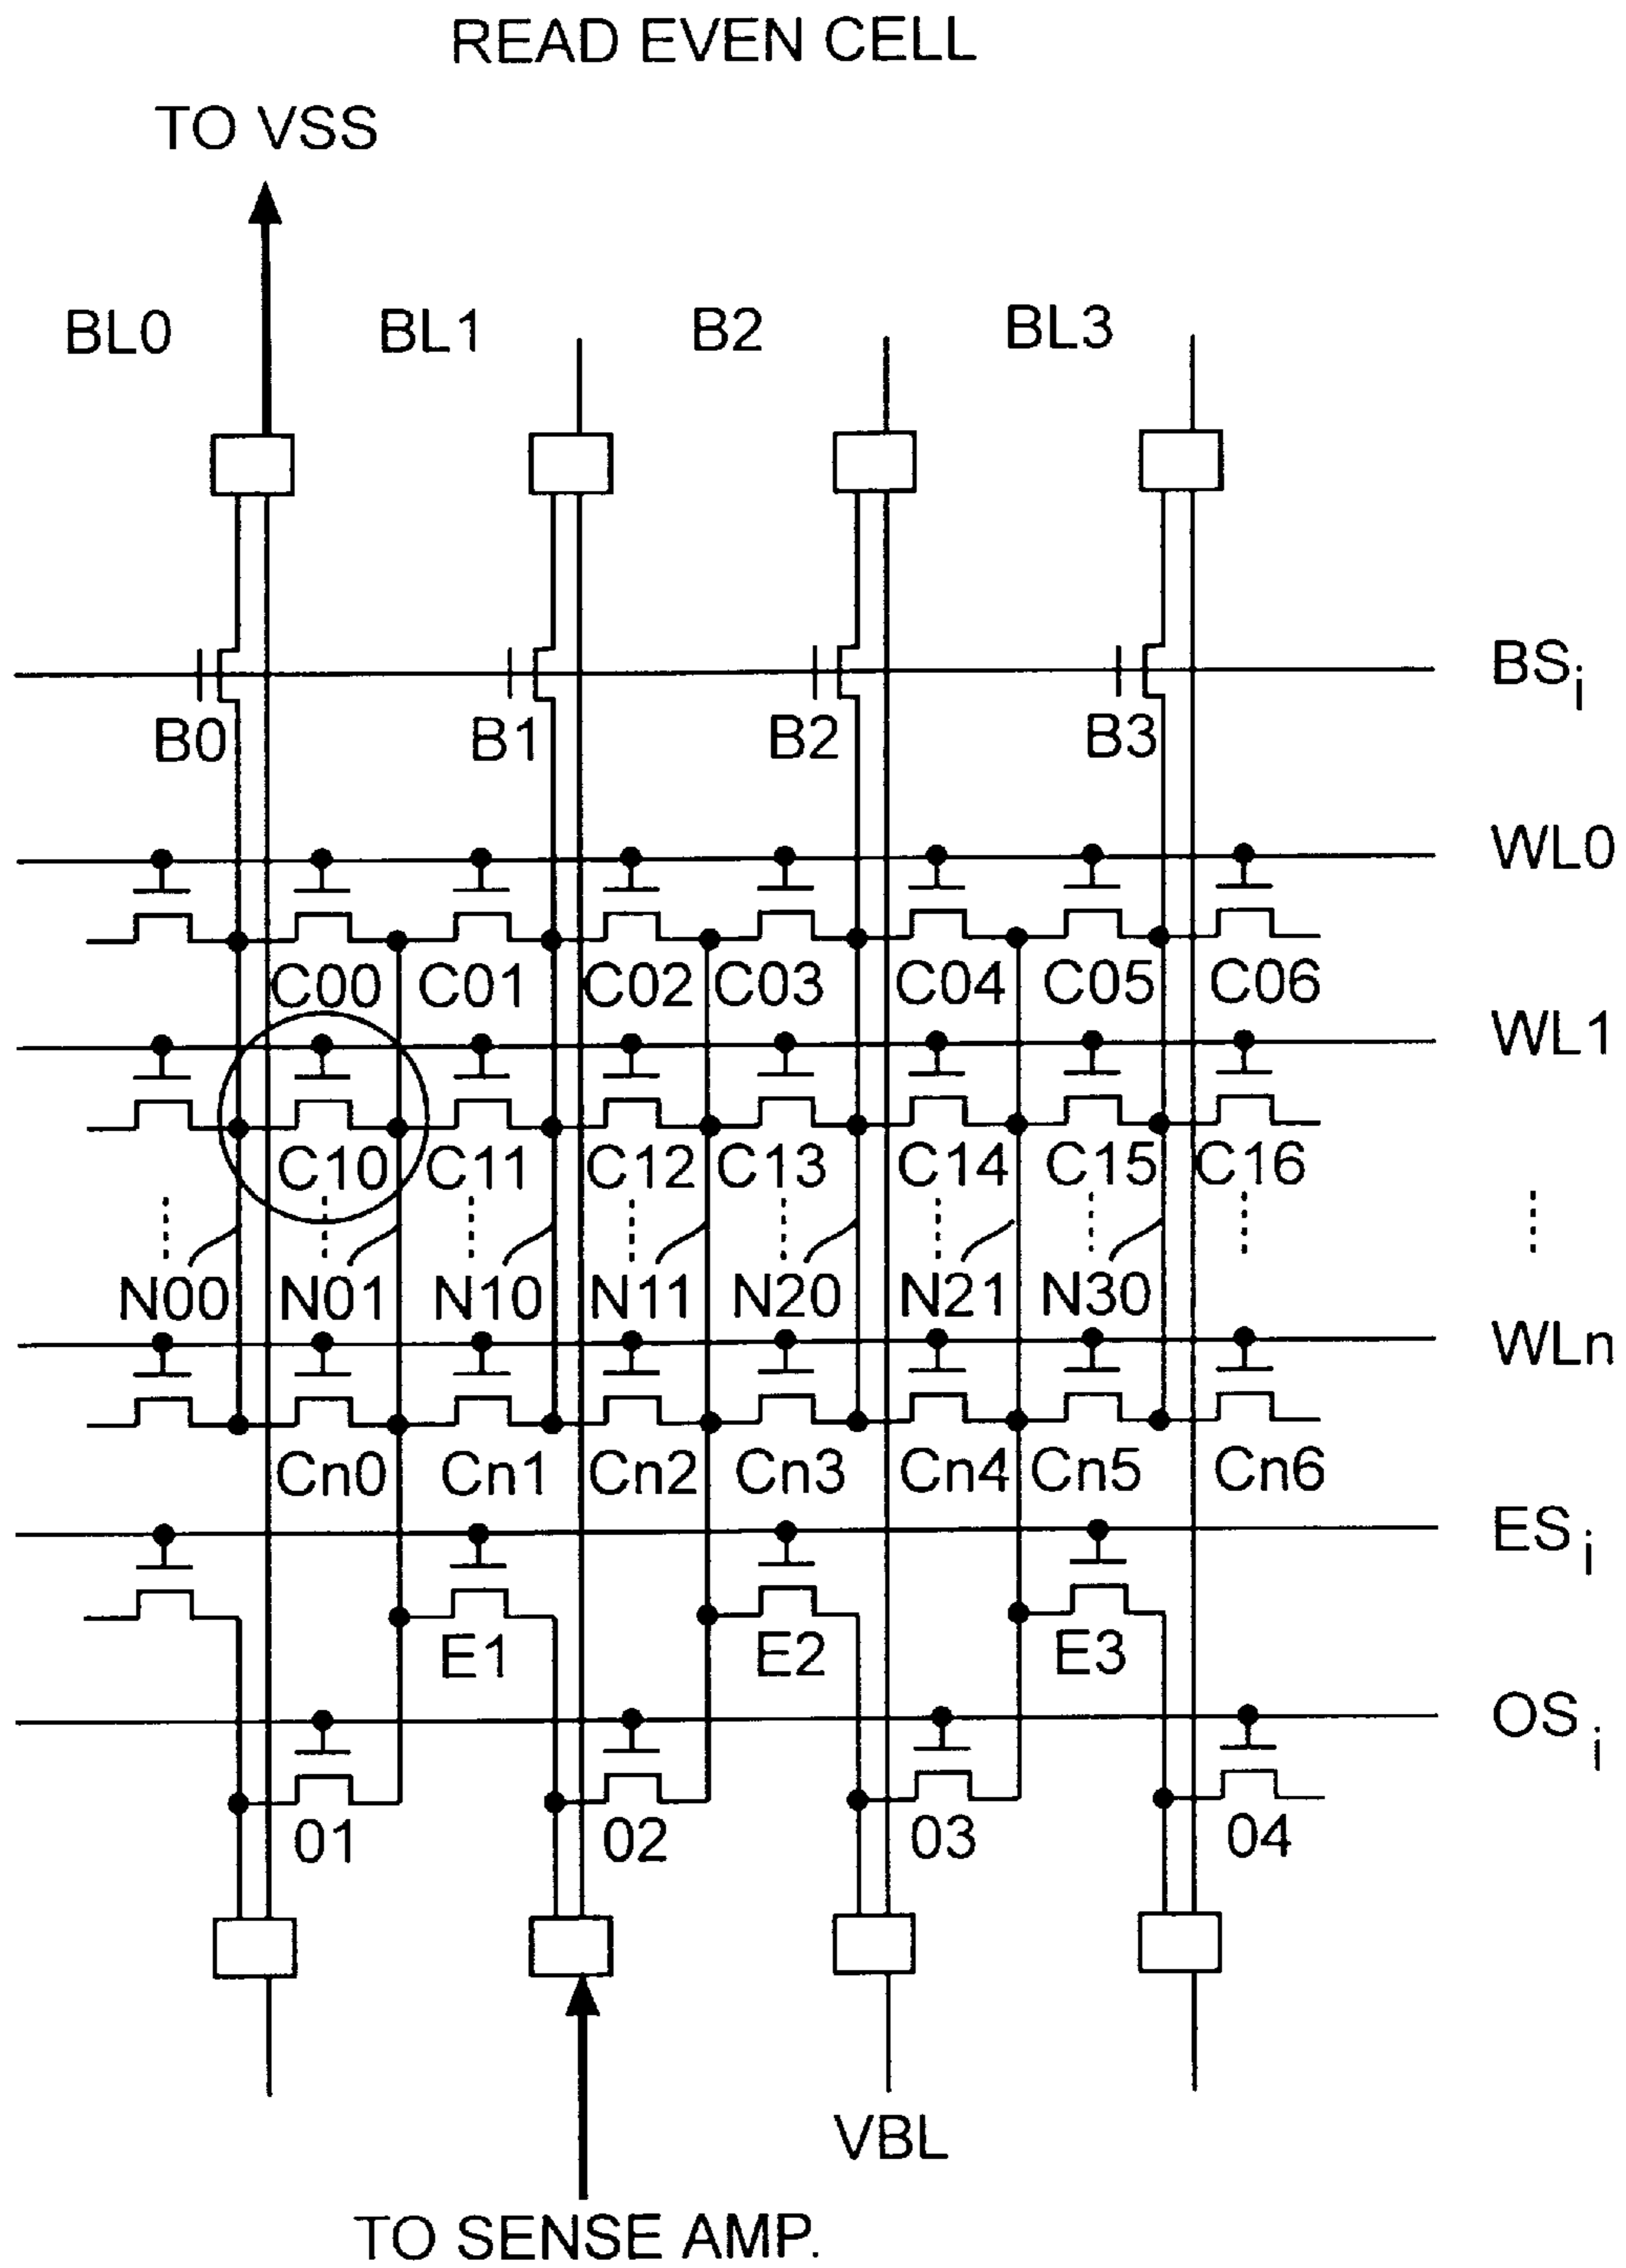 READ EVEN CELL
TO VSS
BL0 BL1 B2 BL3
BSi
B0 B1 B2 B3
WL0
C00 C01 C02 C03 C04 C05 C06
WL1
C10 C11 C12 C13 C14 C15 C16
N00 N01 N10 N11 N20 N21 N30
WLn
Cn0 Cn1 Cn2 Cn3 Cn4 Cn5 Cn6
ESi
E1 E2 E3
OSi
01 02 03 04
VBL
TO SENSE AMP.